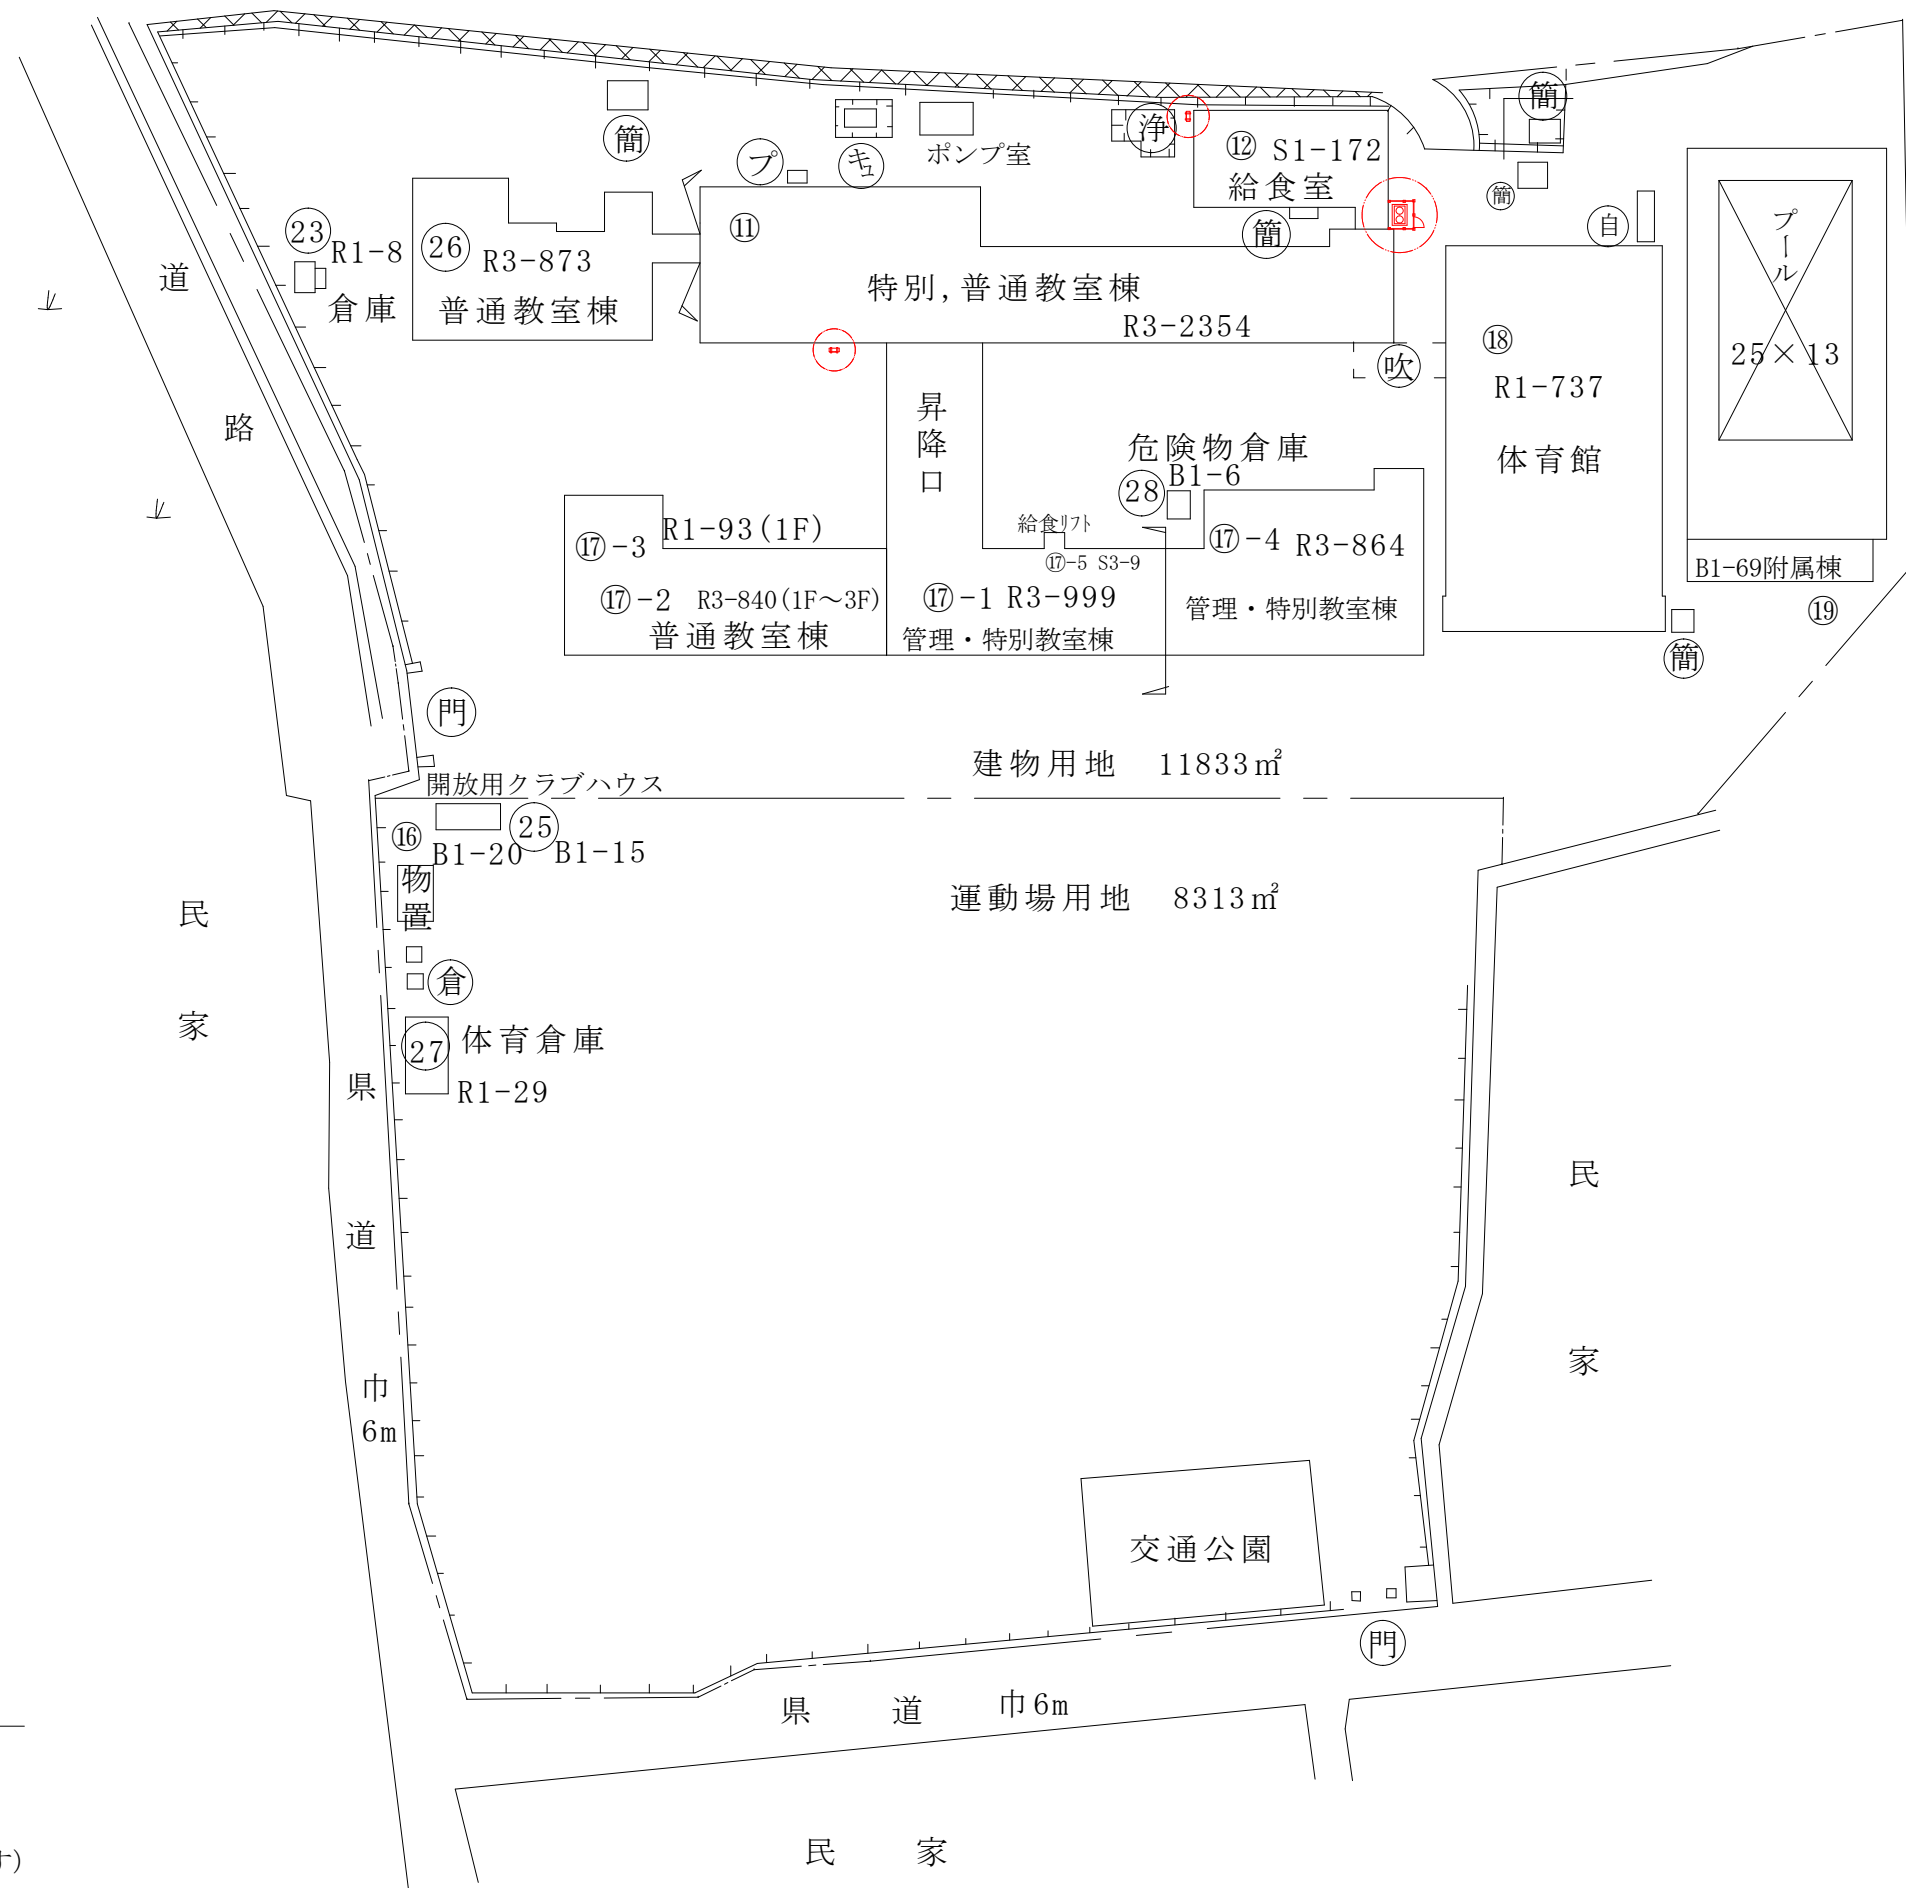 簡
簡
プ
キュ
ポンプ室
浄
⑫ S1-172
給食室
簡
簡
自
プール
25×13
道
路
23
R1-8
倉庫
26
R3-873
普通教室棟
⑪
特別,普通教室棟
R3-2354
吹
⑱
R1-737
体育館
昇降口
危険物倉庫
28
B1-6
⑰-3
R1-93(1F)
⑰-2 R3-840(1F～3F)
普通教室棟
給食リフト
⑰-5 S3-9
⑰-1 R3-999
管理・特別教室棟
⑰-4 R3-864
管理・特別教室棟
B1-69附属棟
⑲
簡
門
建物用地 11833㎡
開放用クラブハウス
⑯
B1-20
25
B1-15
物置
運動場用地 8313㎡
倉
27
体育倉庫
R1-29
民
家
県
道
巾
6m
民
家
交通公園
門
県 道 巾6m
民 家
す)